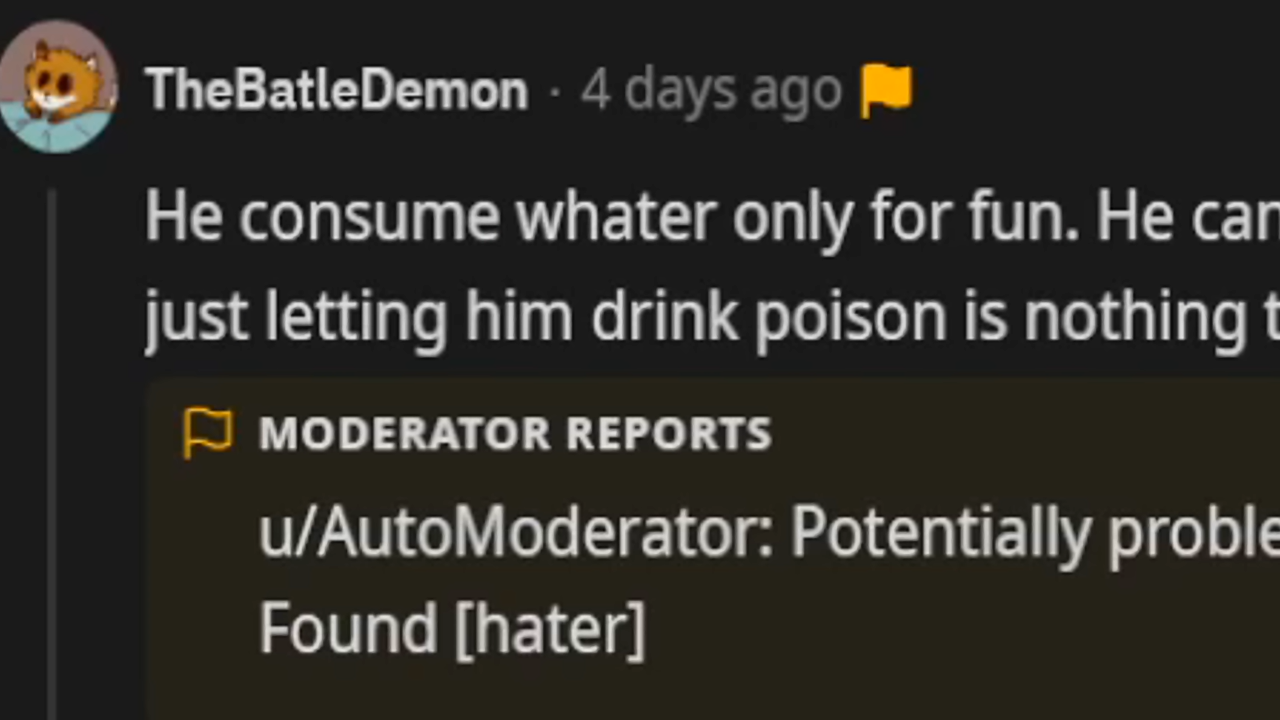 TheBatleDemon · 4 days ago
He consume whater only for fun. He can
just letting him drink poison is nothing
MODERATOR REPORTS
u/AutoModerator: Potentially
Found [hater]